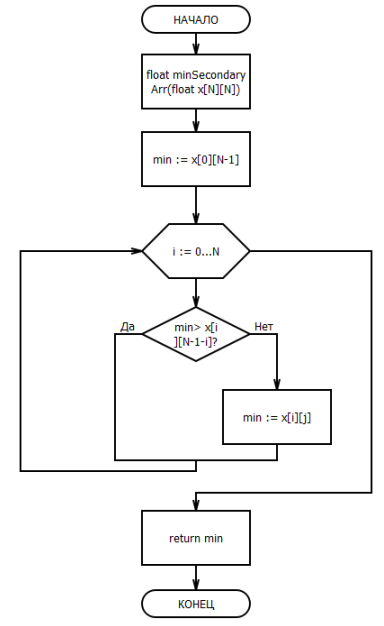 НАЧАЛО
float minSecondary
Arr(float x[N][N])
min := x[0][N-1]
i := 0...N
Да
min> x[i
][N-1-i]?
Нет
min := x[i][j]
return min
КОНЕЦ